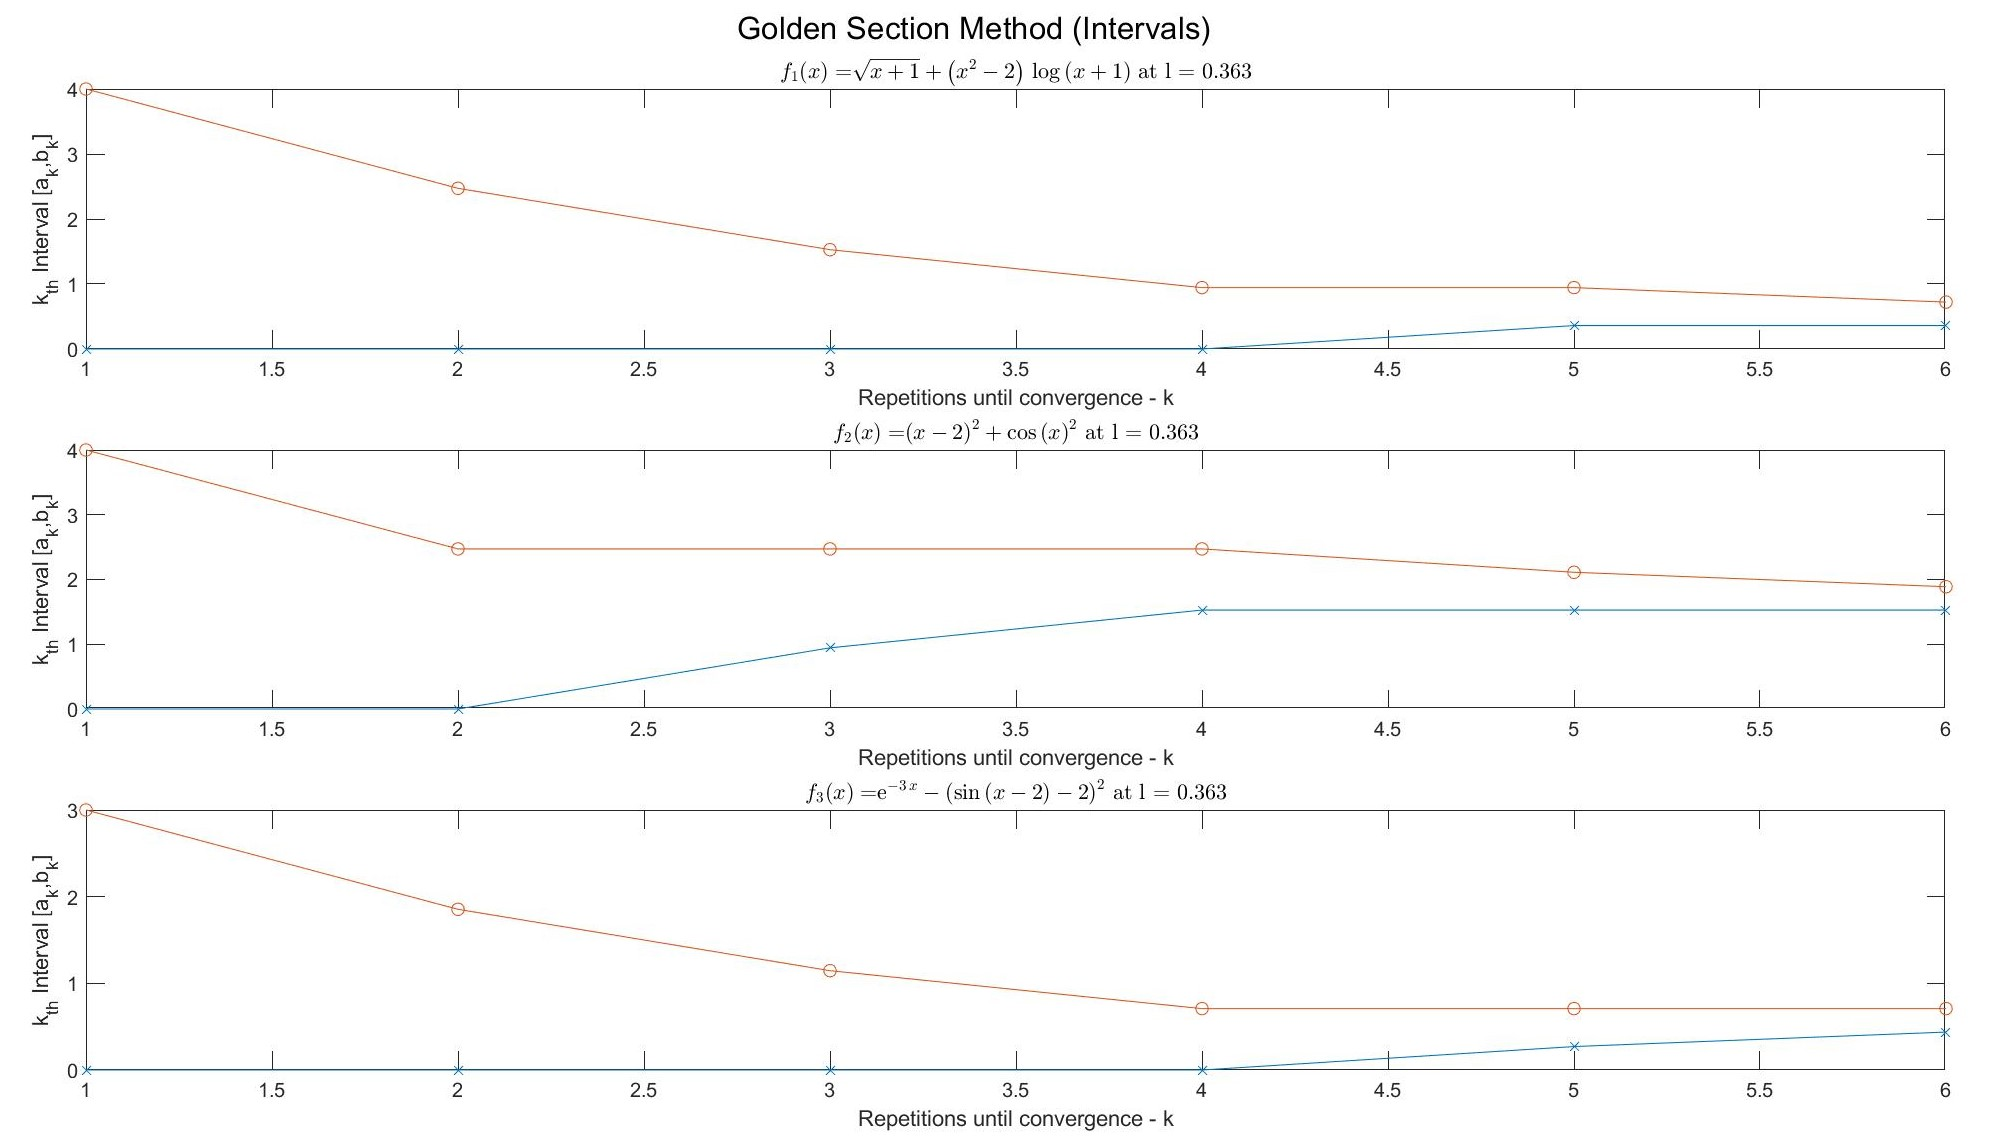 Golden Section Method (Intervals)
f₁(x) =√(x + 1) + (x² − 2) log (x + 1) at l = 0.363
4
3
2
1
0
k_th Interval [a_k,b_k]
1 1.5 2 2.5 3 3.5 4 4.5 5 5.5 6
Repetitions until convergence - k
f₂(x) =(x − 2)² + cos (x)² at l = 0.363
4
3
2
1
0
k_th Interval [a_k,b_k]
1 1.5 2 2.5 3 3.5 4 4.5 5 5.5 6
Repetitions until convergence - k
f₃(x) =e⁻³ˣ − (sin (x − 2) − 2)² at l = 0.363
3
2
1
0
k_th Interval [a_k,b_k]
1 1.5 2 2.5 3 3.5 4 4.5 5 5.5 6
Repetitions until convergence - k